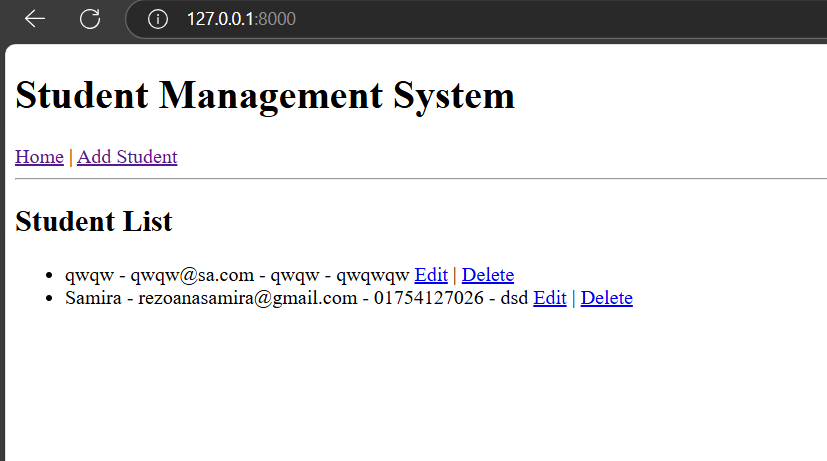 127.0.0.1:8000
Student Management System
Home | Add Student
Student List
qwqw - qwqw@sa.com - qwqw - qwqwqw Edit | Delete
Samira - rezoanasamira@gmail.com - 01754127026 - dsd Edit | Delete